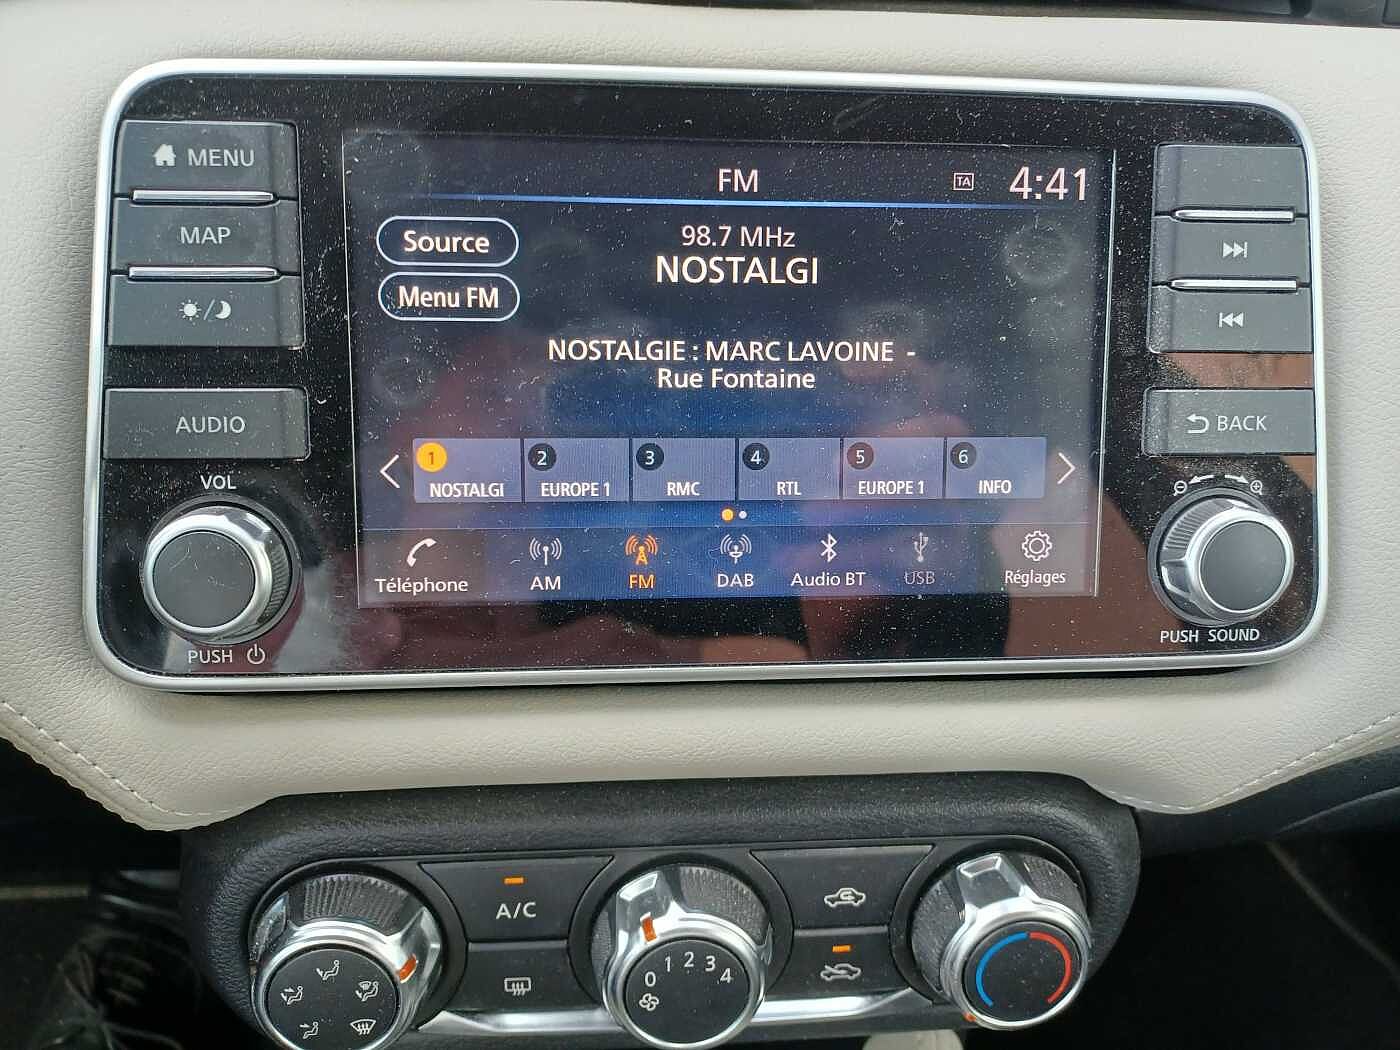 MENU
MAP
AUDIO
VOL
PUSH
FM
TA
4:41
Source
Menu FM
98.7 MHz
NOSTALGI
NOSTALGIE : MARC LAVOINE -
Rue Fontaine
1 NOSTALGI
2 EUROPE 1
3 RMC
4 RTL
5 EUROPE 1
6 INFO
Téléphone
AM
FM
DAB
Audio BT
USB
Réglages
BACK
PUSH SOUND
A/C
0 1 2 3 4